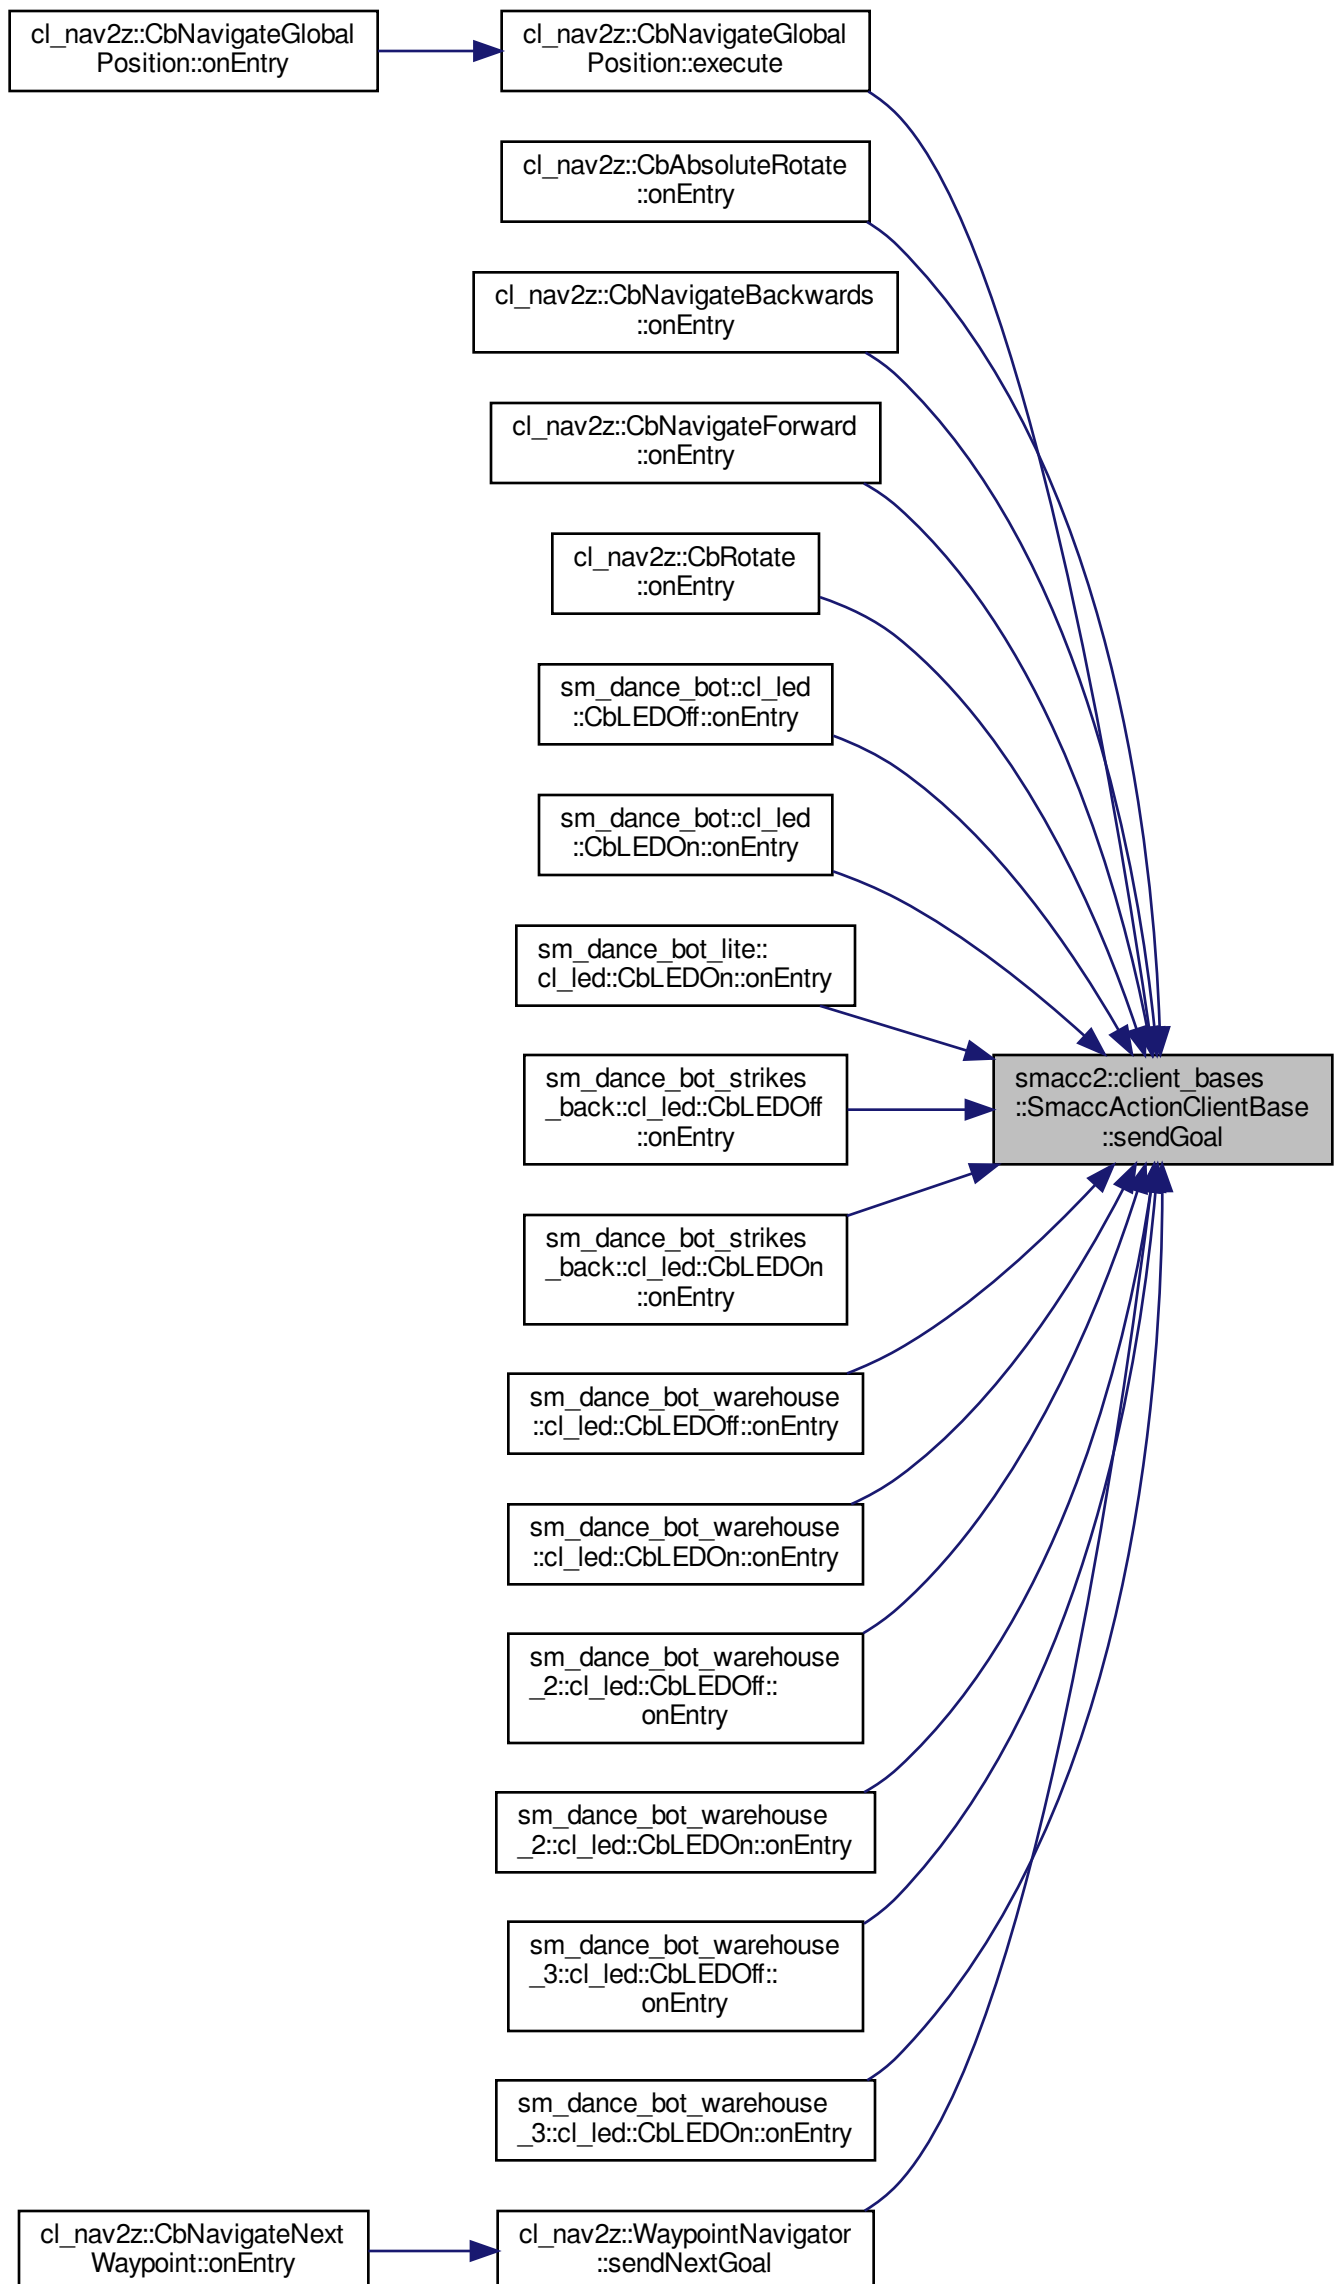 cl_nav2z::CbNavigateGlobal
Position::onEntry
cl_nav2z::CbNavigateGlobal
Position::execute
cl_nav2z::CbAbsoluteRotate
::onEntry
cl_nav2z::CbNavigateBackwards
::onEntry
cl_nav2z::CbNavigateForward
::onEntry
cl_nav2z::CbRotate
::onEntry
sm_dance_bot::cl_led
::CbLEDOff::onEntry
sm_dance_bot::cl_led
::CbLEDOn::onEntry
sm_dance_bot_lite::
cl_led::CbLEDOn::onEntry
sm_dance_bot_strikes
_back::cl_led::CbLEDOff
::onEntry
smacc2::client_bases
::SmaccActionClientBase
::sendGoal
sm_dance_bot_strikes
_back::cl_led::CbLEDOn
::onEntry
sm_dance_bot_warehouse
::cl_led::CbLEDOff::onEntry
sm_dance_bot_warehouse
::cl_led::CbLEDOn::onEntry
sm_dance_bot_warehouse
_2::cl_led::CbLEDOff::
onEntry
sm_dance_bot_warehouse
_2::cl_led::CbLEDOn::onEntry
sm_dance_bot_warehouse
_3::cl_led::CbLEDOff::
onEntry
sm_dance_bot_warehouse
_3::cl_led::CbLEDOn::onEntry
cl_nav2z::CbNavigateNext
Waypoint::onEntry
cl_nav2z::WaypointNavigator
::sendNextGoal